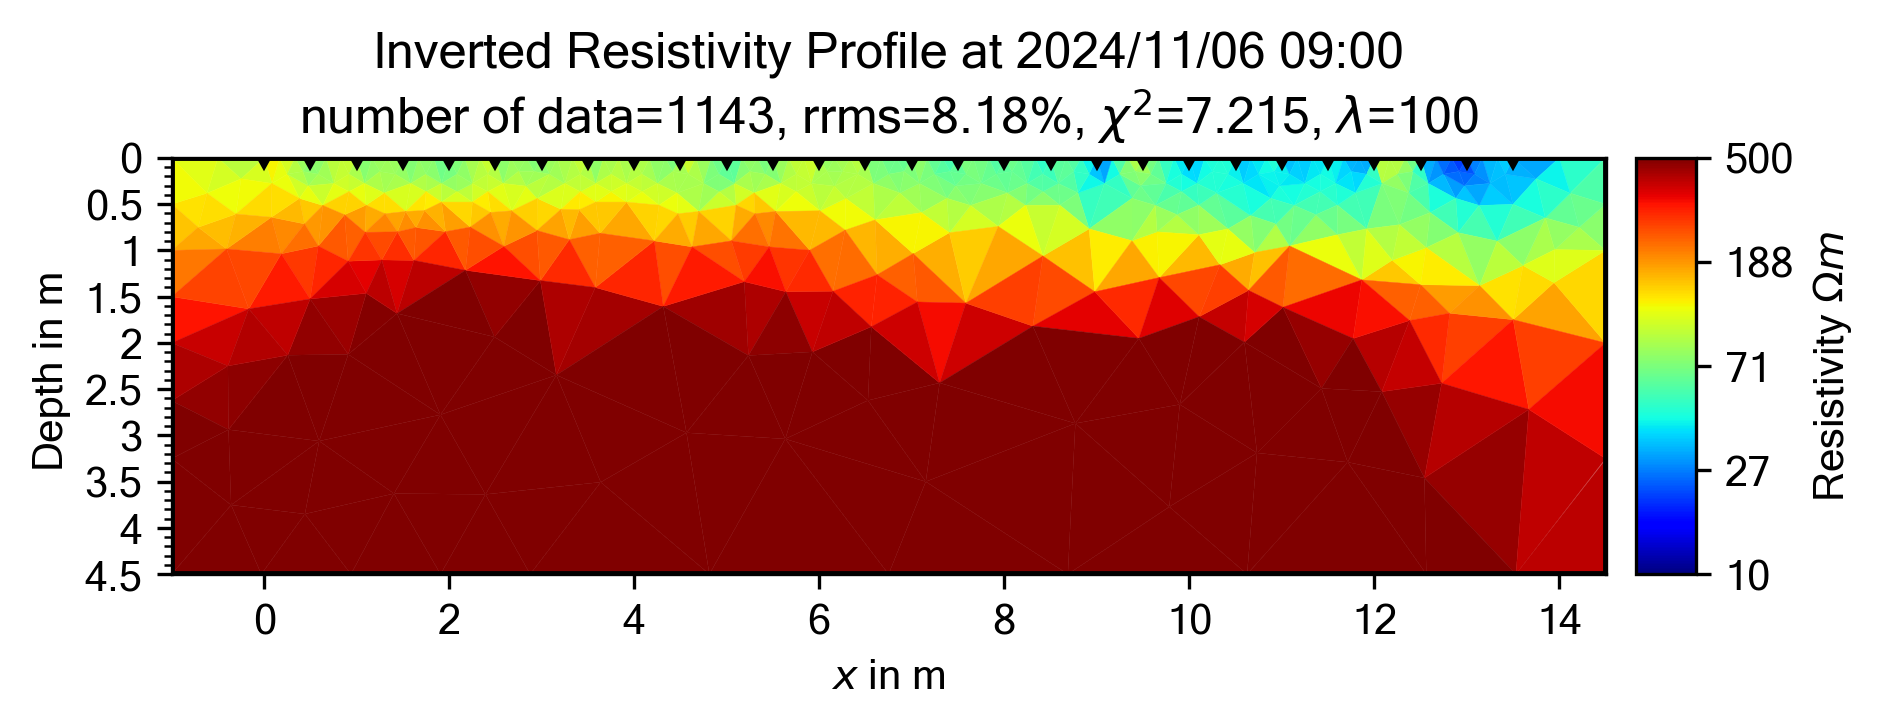 Inverted Resistivity Profile at 2024/11/06 09:00
number of data=1143, rrms=8.18%, χ²=7.215, λ=100
0
0.5
1
1.5
2
2.5
3
3.5
4
4.5
Depth in m
0 2 4 6 8 10 12 14
x in m
500
188
71
27
10
Resistivity Ωm